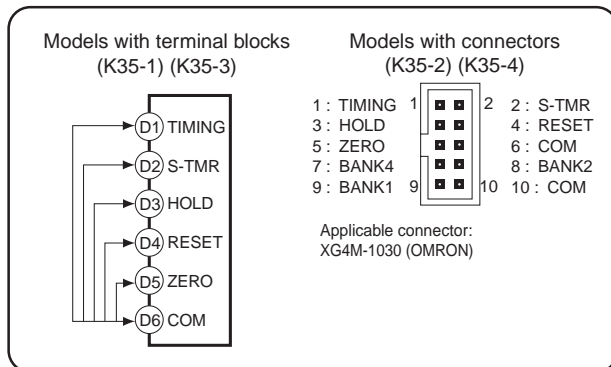 Models with terminal blocks
(K35-1) (K35-3)
D1 TIMING
D2 S-TMR
D3 HOLD
D4 RESET
D5 ZERO
D6 COM
Models with connectors
(K35-2) (K35-4)
1 : TIMING 1 2 2 : S-TMR
3 : HOLD 4 : RESET
5 : ZERO 6 : COM
7 : BANK4 8 : BANK2
9 : BANK1 9 10 10 : COM
Applicable connector:
XG4M-1030 (OMRON)